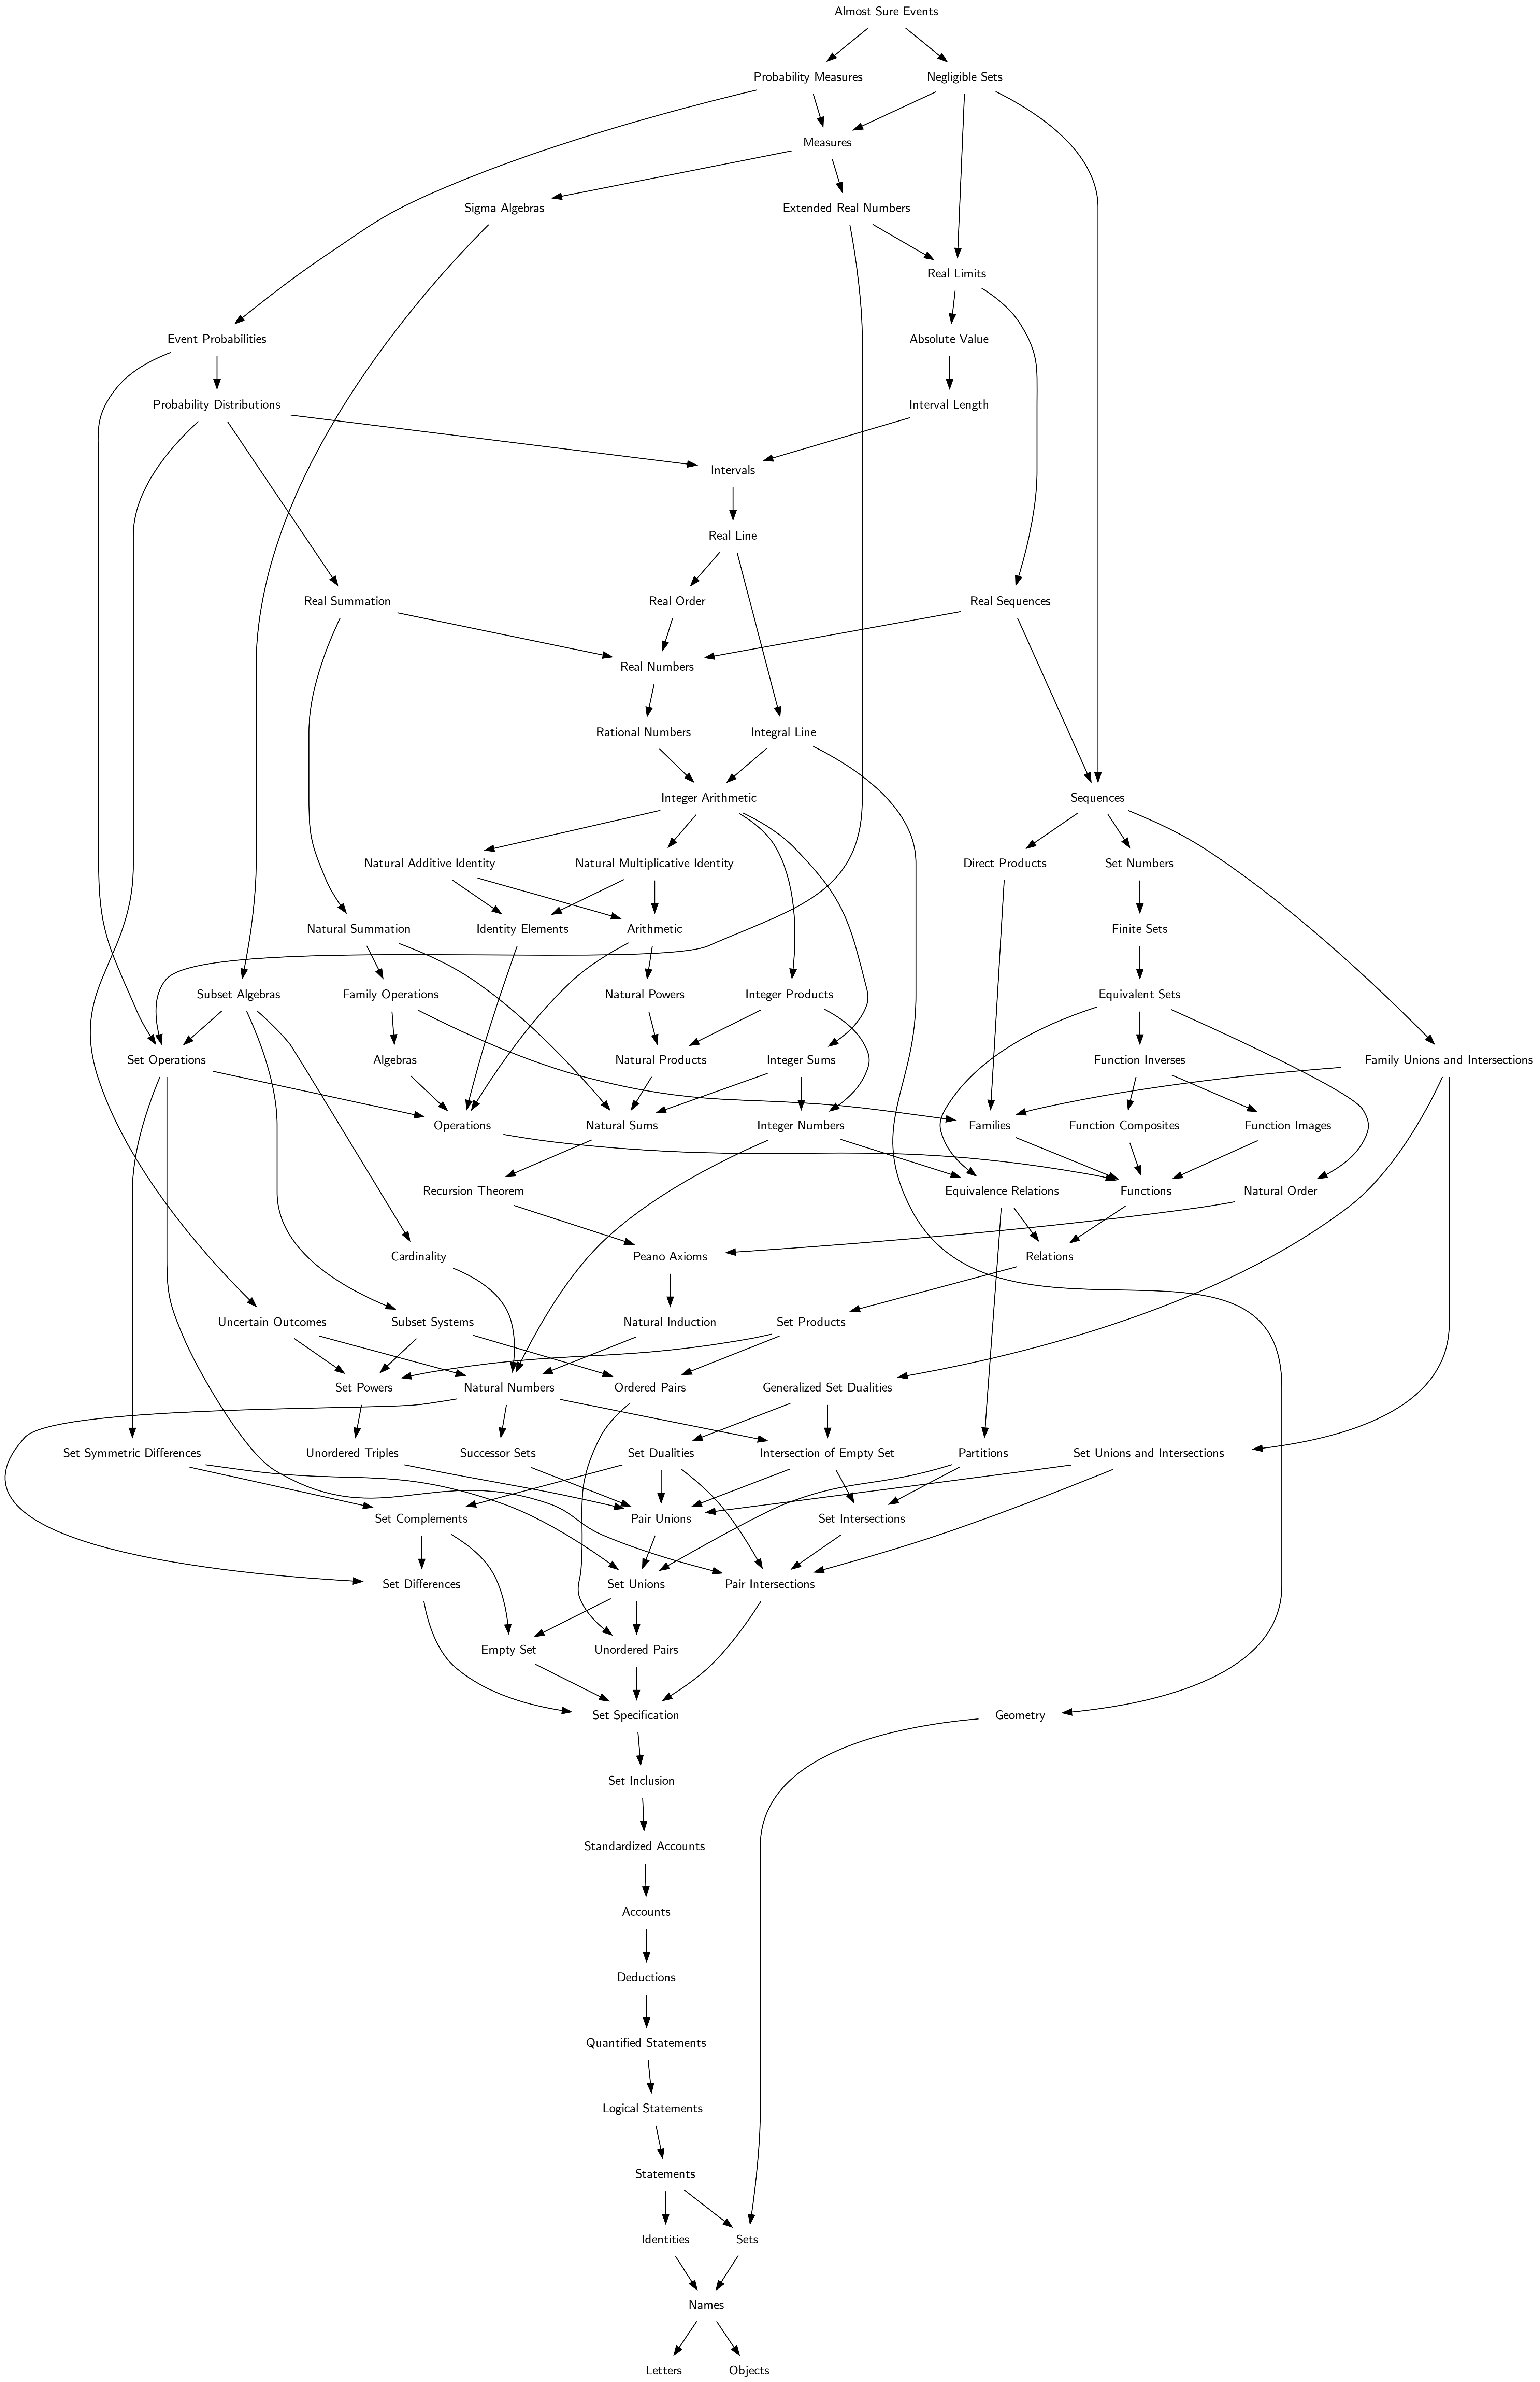 Almost Sure Events
Probability Measures
Negligible Sets
Measures
Sigma Algebras
Extended Real Numbers
Real Limits
Event Probabilities
Absolute Value
Probability Distributions
Interval Length
Intervals
Real Line
Real Summation
Real Order
Real Sequences
Real Numbers
Rational Numbers
Integral Line
Integer Arithmetic
Sequences
Natural Additive Identity
Natural Multiplicative Identity
Direct Products
Set Numbers
Natural Summation
Identity Elements
Arithmetic
Finite Sets
Subset Algebras
Family Operations
Natural Powers
Integer Products
Equivalent Sets
Set Operations
Algebras
Natural Products
Integer Sums
Function Inverses
Family Unions and Intersections
Operations
Natural Sums
Integer Numbers
Families
Function Composites
Function Images
Recursion Theorem
Equivalence Relations
Functions
Natural Order
Cardinality
Peano Axioms
Relations
Uncertain Outcomes
Subset Systems
Natural Induction
Set Products
Set Powers
Natural Numbers
Ordered Pairs
Generalized Set Dualities
Set Symmetric Differences
Unordered Triples
Successor Sets
Set Dualities
Intersection of Empty Set
Partitions
Set Unions and Intersections
Set Complements
Pair Unions
Set Intersections
Set Differences
Set Unions
Pair Intersections
Empty Set
Unordered Pairs
Set Specification
Geometry
Set Inclusion
Standardized Accounts
Accounts
Deductions
Quantified Statements
Logical Statements
Statements
Identities
Sets
Names
Letters
Objects